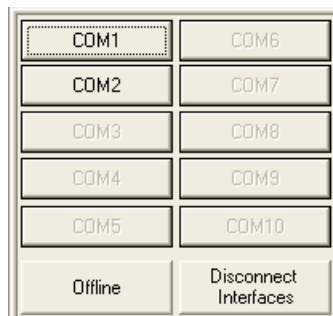 COM1 COM6
COM2 COM7
COM3 COM8
COM4 COM9
COM5 COM10
Offline Disconnect
Interfaces